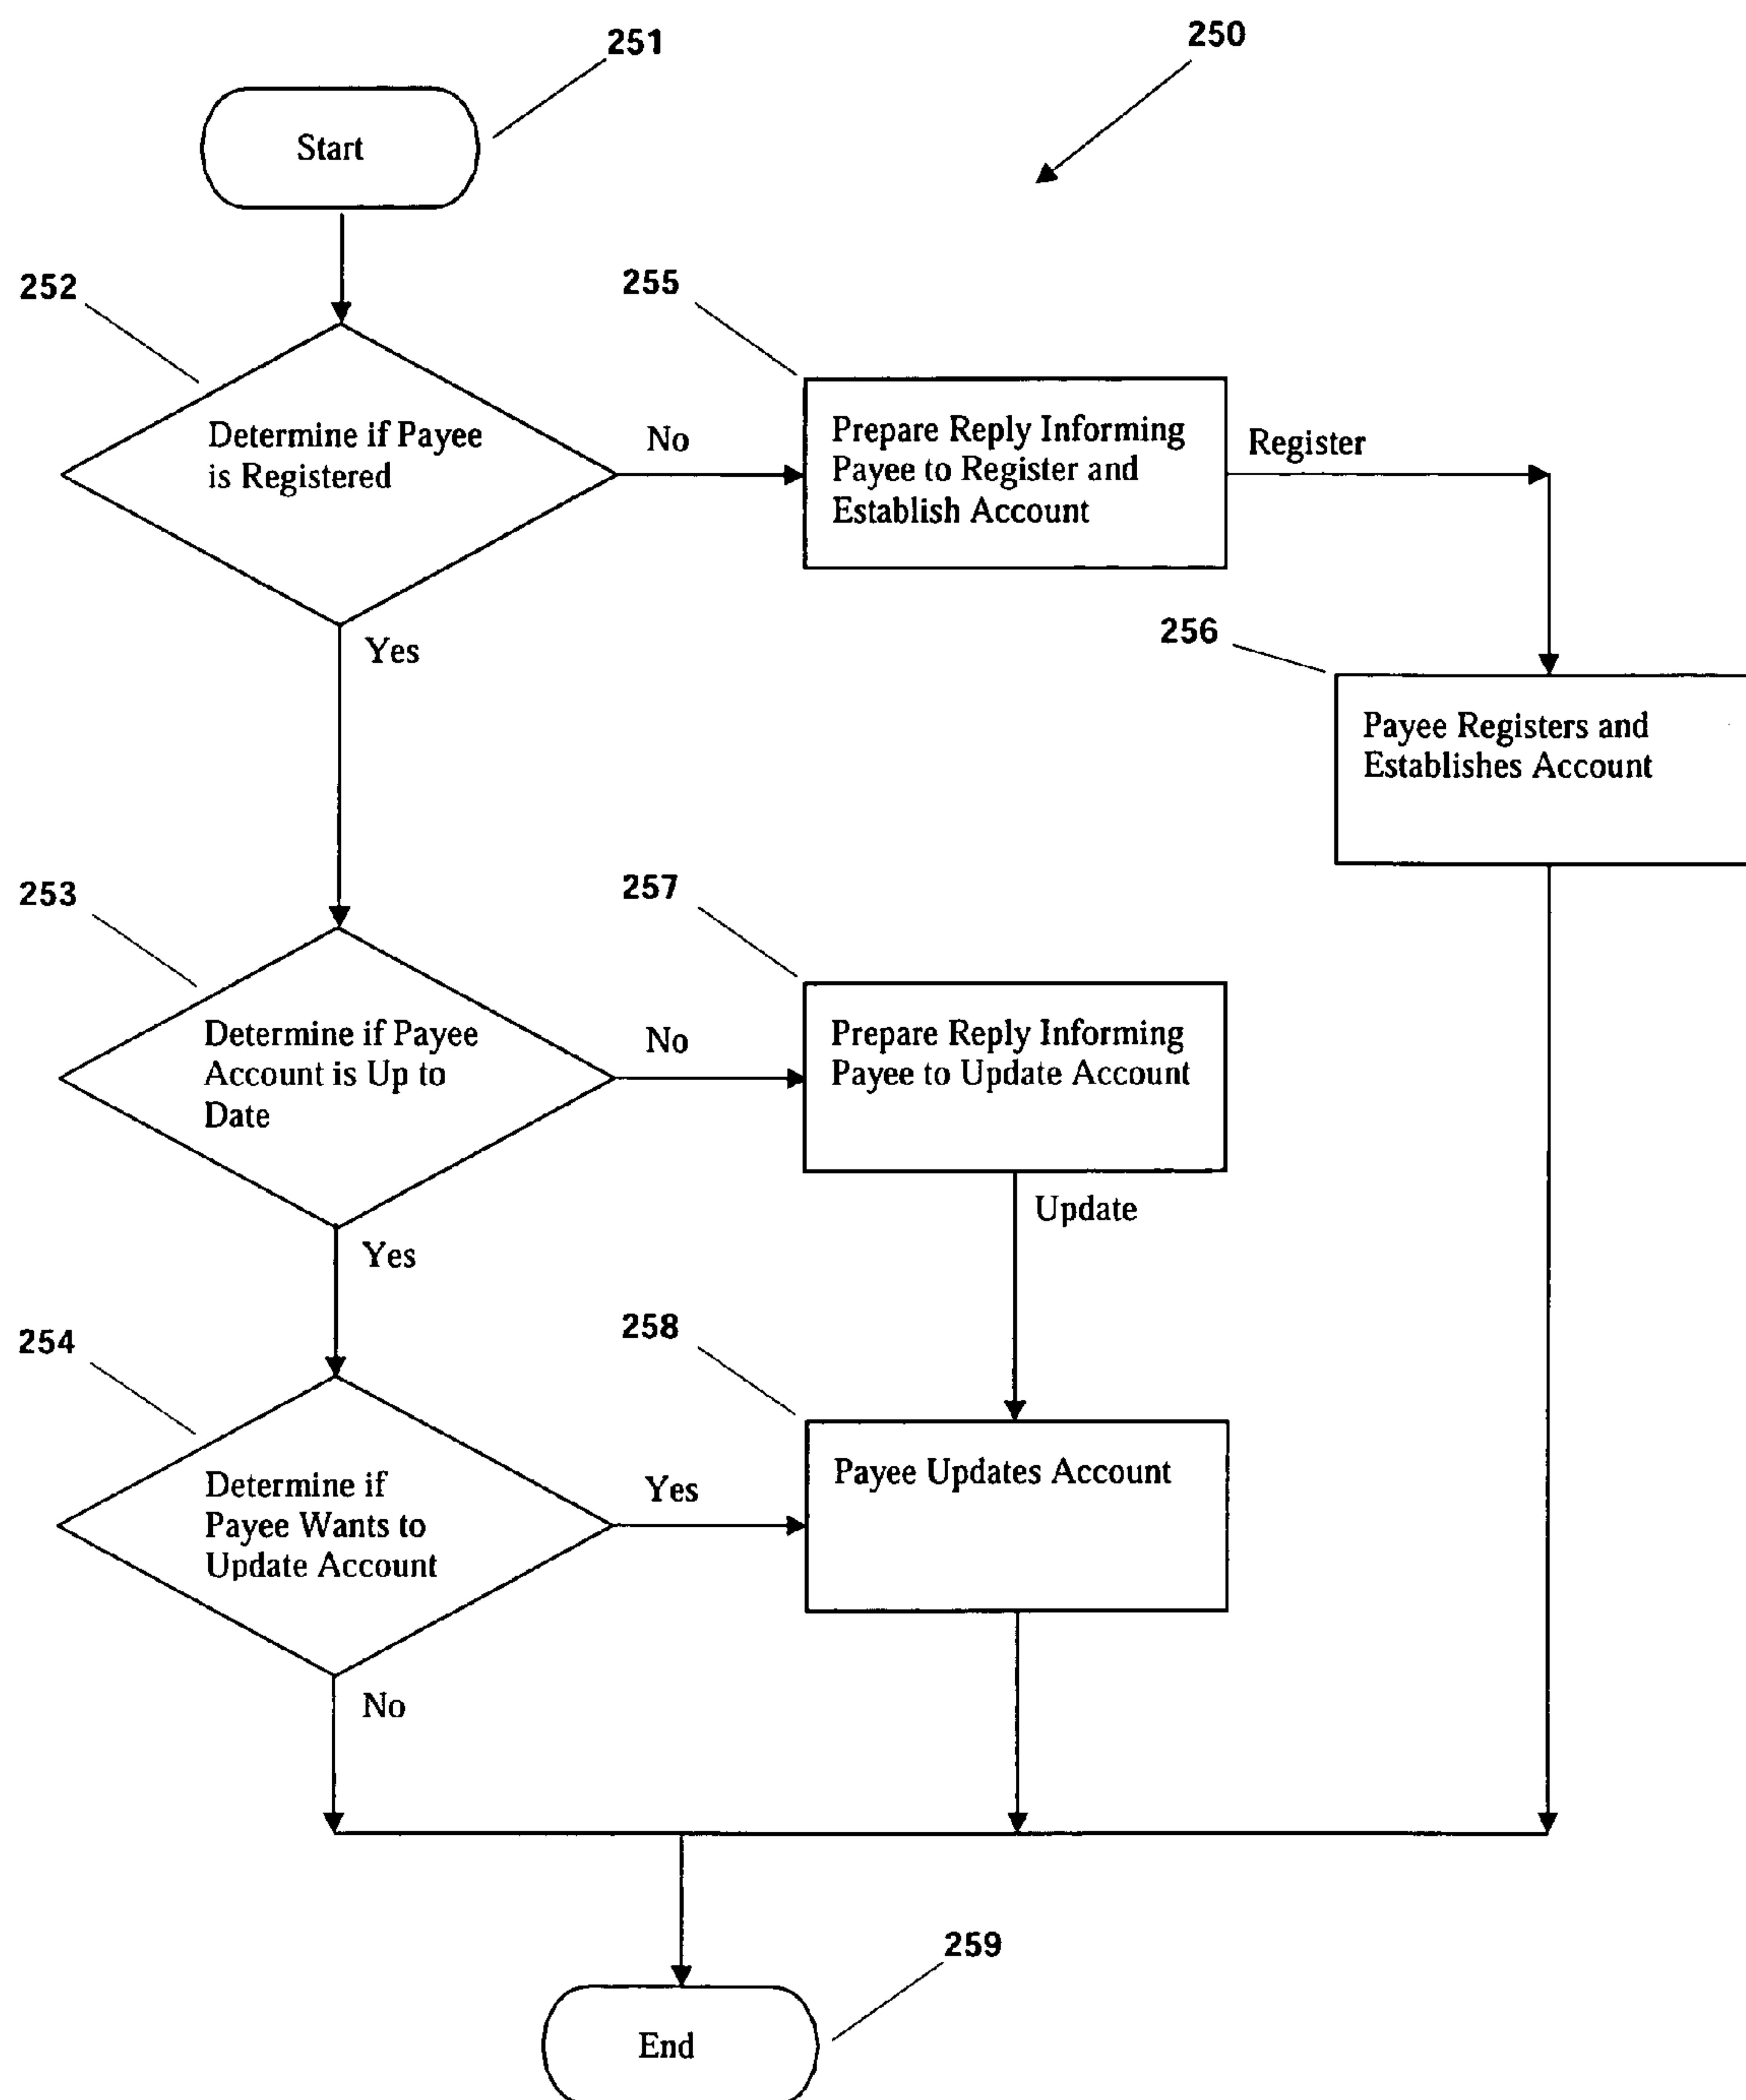 251
250
Start
252
255
Determine if Payee
is Registered
No
Prepare Reply Informing
Payee to Register and
Establish Account
Register
Yes
256
Payee Registers and
Establishes Account
253
257
Determine if Payee
Account is Up to
Date
No
Prepare Reply Informing
Payee to Update Account
Update
Yes
254
258
Determine if
Payee Wants to
Update Account
Yes
Payee Updates Account
No
259
End